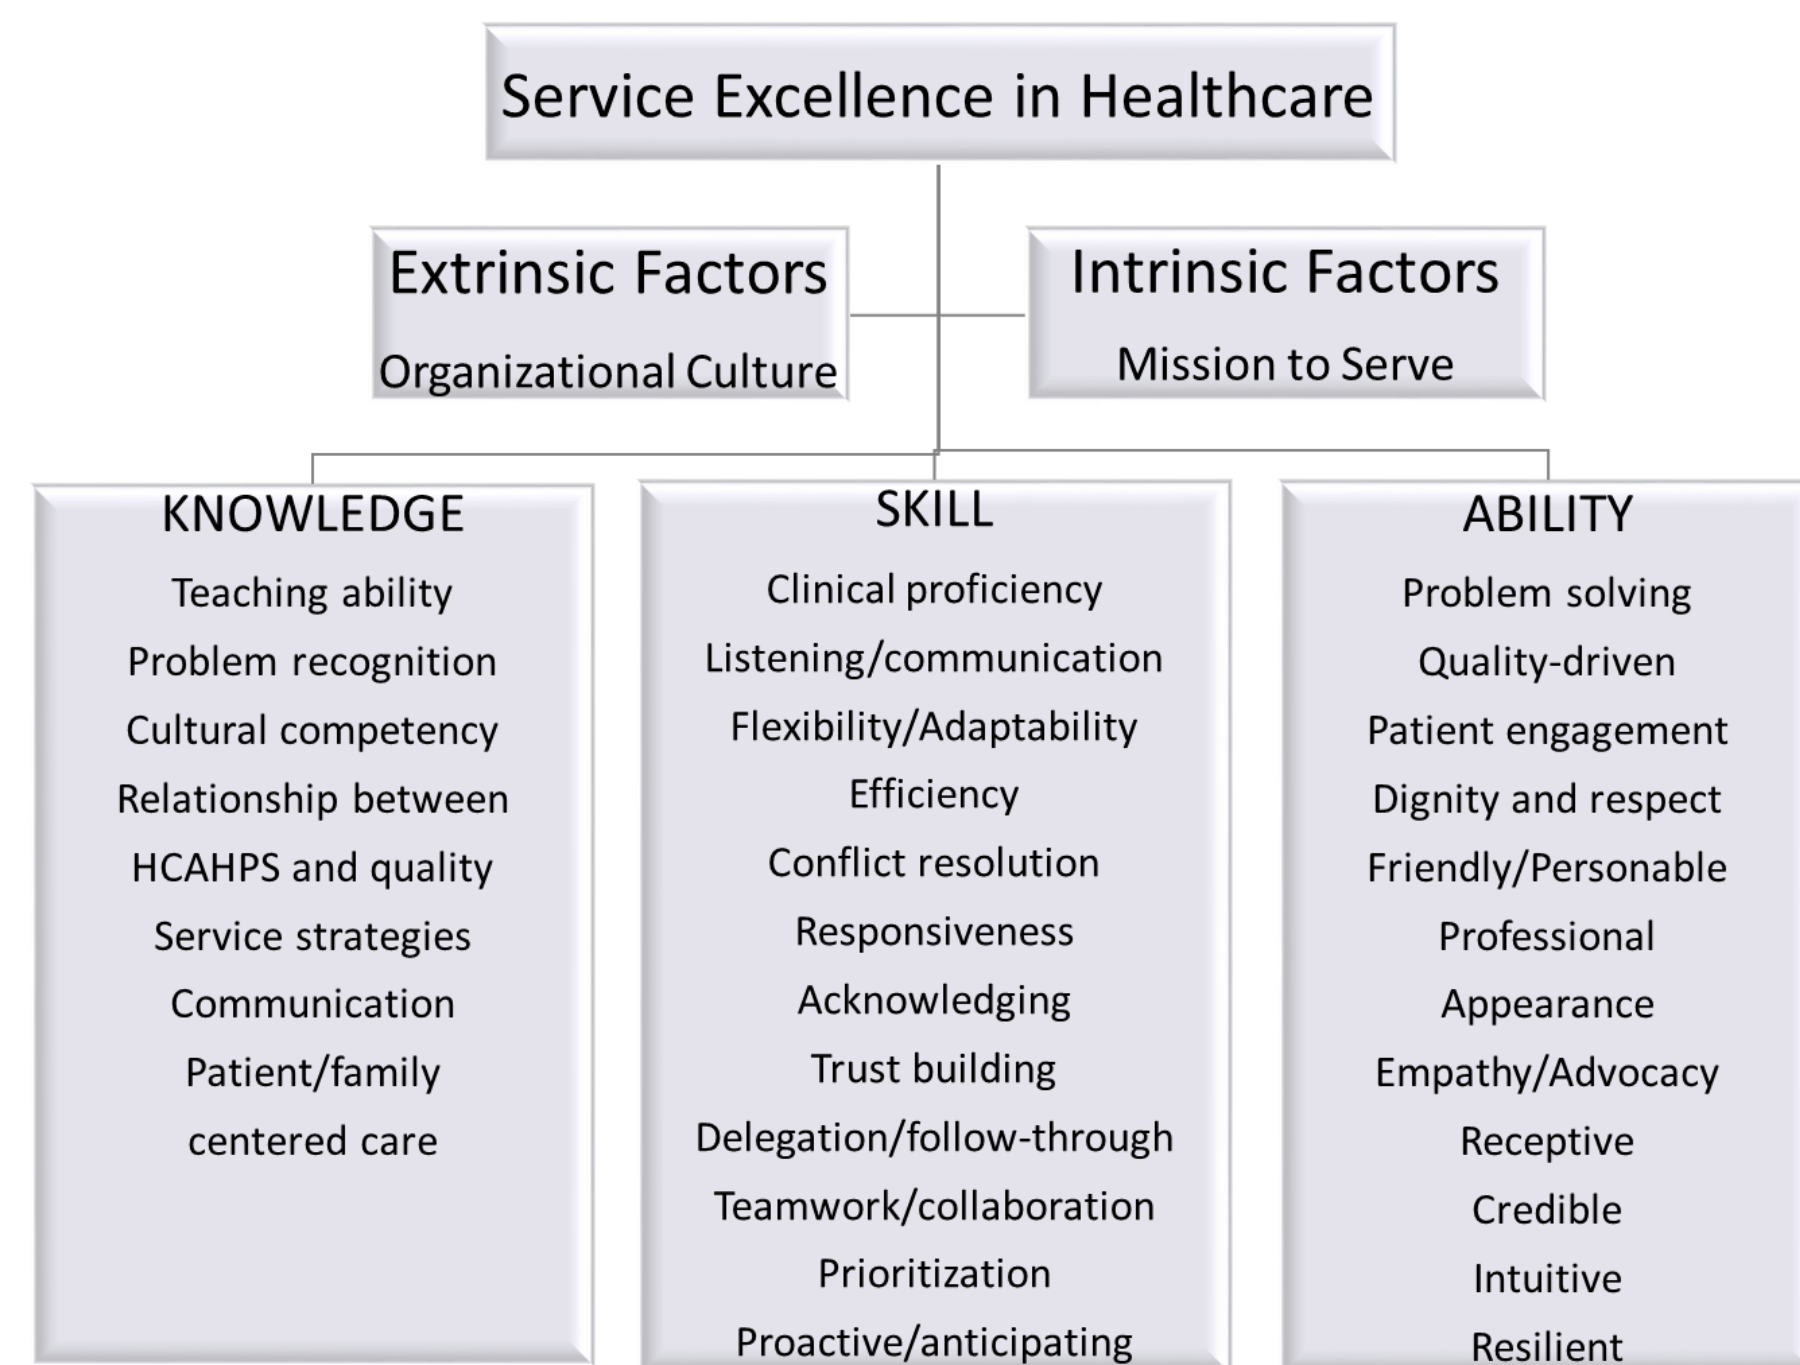 Service Excellence in Healthcare
Extrinsic Factors
Organizational Culture
Intrinsic Factors
Mission to Serve
KNOWLEDGE
Teaching ability
Problem recognition
Cultural competency
Relationship between
HCAHPS and quality
Service strategies
Communication
Patient/family
centered care
SKILL
Clinical proficiency
Listening/communication
Flexibility/Adaptability
Efficiency
Conflict resolution
Responsiveness
Acknowledging
Trust building
Delegation/follow-through
Teamwork/collaboration
Prioritization
Proactive/anticipating
ABILITY
Problem solving
Quality-driven
Patient engagement
Dignity and respect
Friendly/Personable
Professional
Appearance
Empathy/Advocacy
Receptive
Credible
Intuitive
Resilient